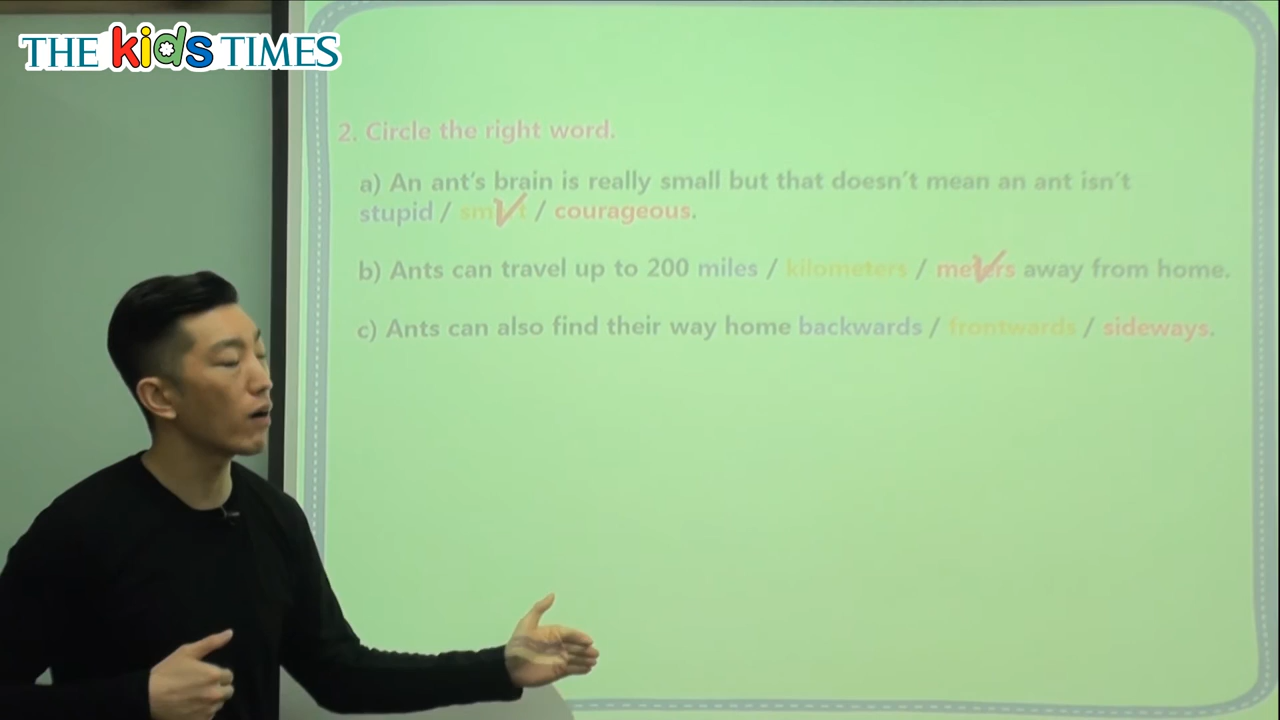 THE kids TIMES
2. Circle the right word.
a) An ant's brain is really small but that doesn't mean an ant isn't
stupid / smart / courageous.
b) Ants can travel up to 200 miles / kilometers / meters away from home.
c) Ants can also find their way home backwards / frontwards / sideways.